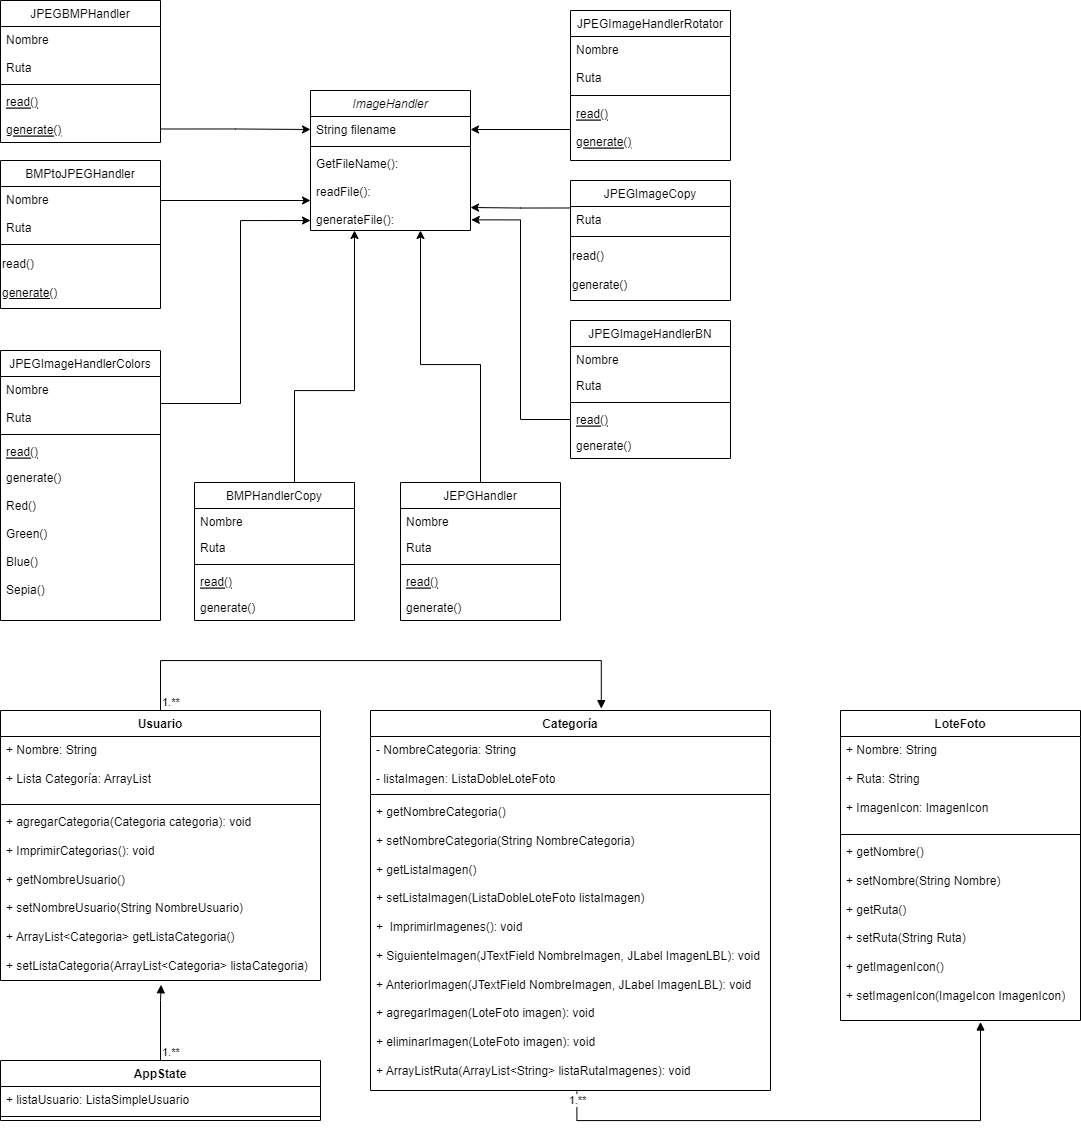 JPEGBMPHandler
Nombre
Ruta
read()
generate()
BMPtoJPEGHandler
Nombre
Ruta
read()
generate()
JPEGImageHandlerColors
Nombre
Ruta
read()
generate()
Red()
Green()
Blue()
Sepia()
ImageHandler
String filename
GetFileName():
readFile():
generateFile():
BMPHandlerCopy
Nombre
Ruta
read()
generate()
JEPGHandler
Nombre
Ruta
read()
generate()
JPEGImageHandlerRotator
Nombre
Ruta
read()
generate()
JPEGImageCopy
Ruta
read()
generate()
JPEGImageHandlerBN
Nombre
Ruta
read()
generate()
1.**
Usuario
+ Nombre: String
+ Lista Categoría: ArrayList
+ agregarCategoria(Categoria categoria): void
+ ImprimirCategorias(): void
+ getNombreUsuario()
+ setNombreUsuario(String NombreUsuario)
+ ArrayList<Categoria> getListaCategoria()
+ setListaCategoria(ArrayList<Categoria> listaCategoria)
1.**
AppState
+ listaUsuario: ListaSimpleUsuario
Categoría
- NombreCategoria: String
- listaImagen: ListaDobleLoteFoto
+ getNombreCategoria()
+ setNombreCategoria(String NombreCategoria)
+ getListaImagen()
+ setListaImagen(ListaDobleLoteFoto listaImagen)
+ ImprimirImagenes(): void
+ SiguienteImagen(JTextField NombreImagen, JLabel ImagenLBL): void
+ AnteriorImagen(JTextField NombreImagen, JLabel ImagenLBL): void
+ agregarImagen(LoteFoto imagen): void
+ eliminarImagen(LoteFoto imagen): void
+ ArrayListRuta(ArrayList<String> listaRutaImagenes): void
1.**
LoteFoto
+ Nombre: String
+ Ruta: String
+ ImagenIcon: ImagenIcon
+ getNombre()
+ setNombre(String Nombre)
+ getRuta()
+ setRuta(String Ruta)
+ getImagenIcon()
+ setImagenIcon(ImageIcon ImagenIcon)